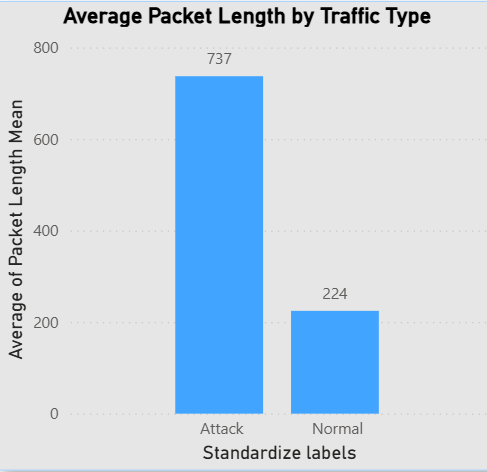 Average Packet Length by Traffic Type
800
737
600
Average of Packet Length Mean
400
224
200
0
Attack
Normal
Standardize labels